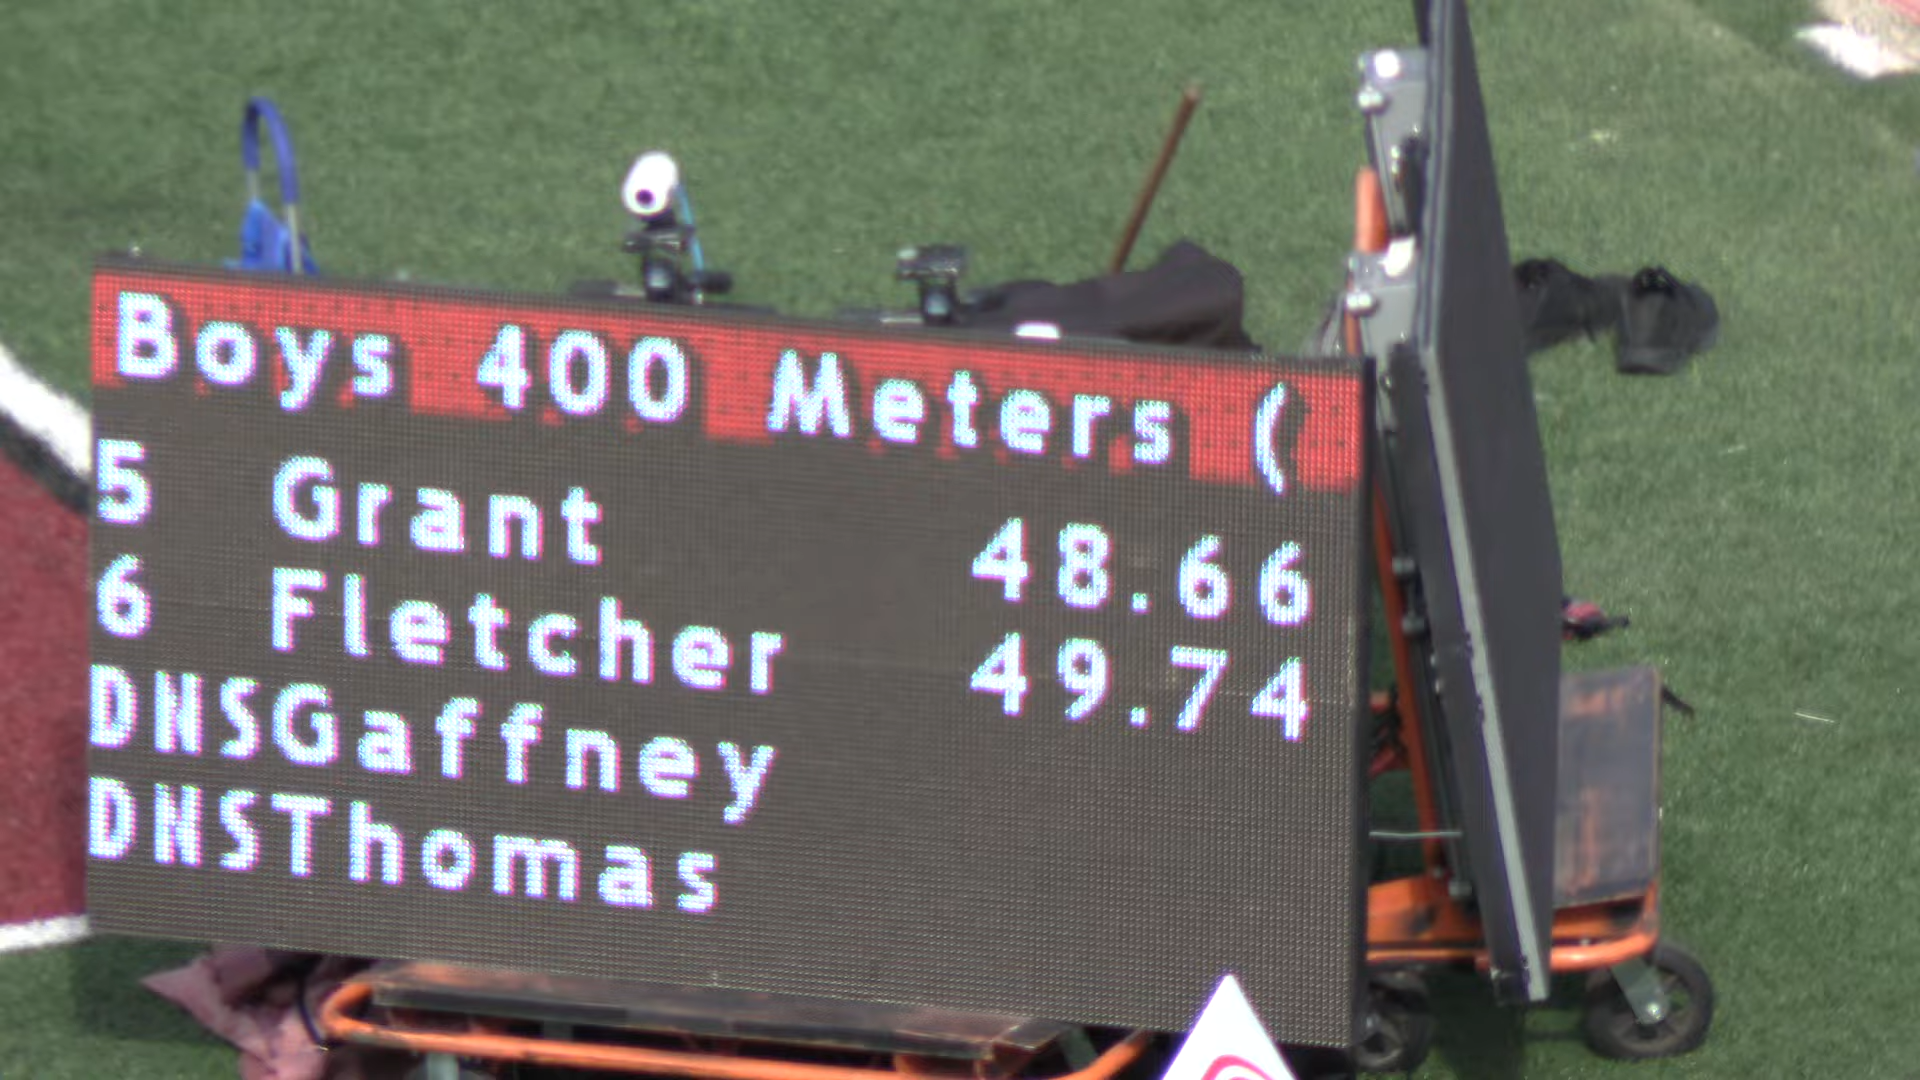 Boys 400 Meters (
5 Grant 48.66
6 Fletcher 49.74
DNSGaffney
DNSThomas